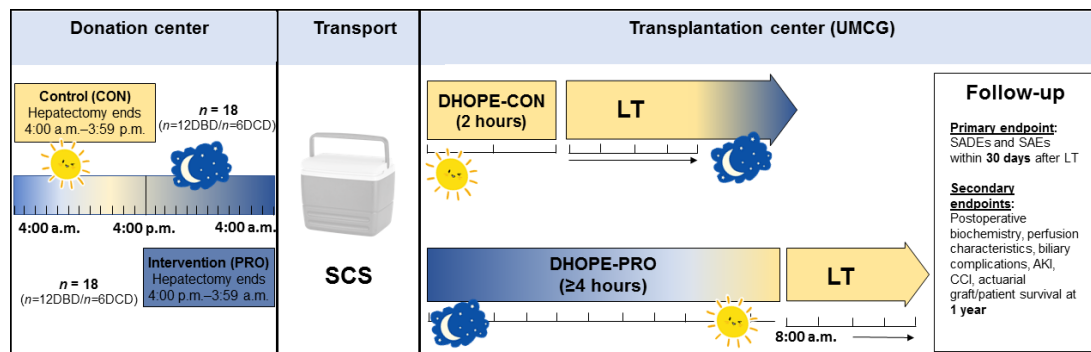 Donation center
Transport
Transplantation center (UMCG)
Control (CON)
Hepatectomy ends
4:00 a.m.–3:59 p.m.
n = 18
(n=12DBD/n=6DCD)
4:00 a.m.
4:00 p.m.
4:00 a.m.
n = 18
(n=12DBD/n=6DCD)
Intervention (PRO)
Hepatectomy ends
4:00 p.m.–3:59 a.m.
SCS
DHOPE-CON
(2 hours)
LT
DHOPE-PRO
(≥4 hours)
LT
8:00 a.m.
Follow-up
Primary endpoint:
SADEs and SAEs
within 30 days after LT
Secondary
endpoints:
Postoperative
biochemistry, perfusion
characteristics, biliary
complications, AKI,
CCI, actuarial
graft/patient survival at
1 year